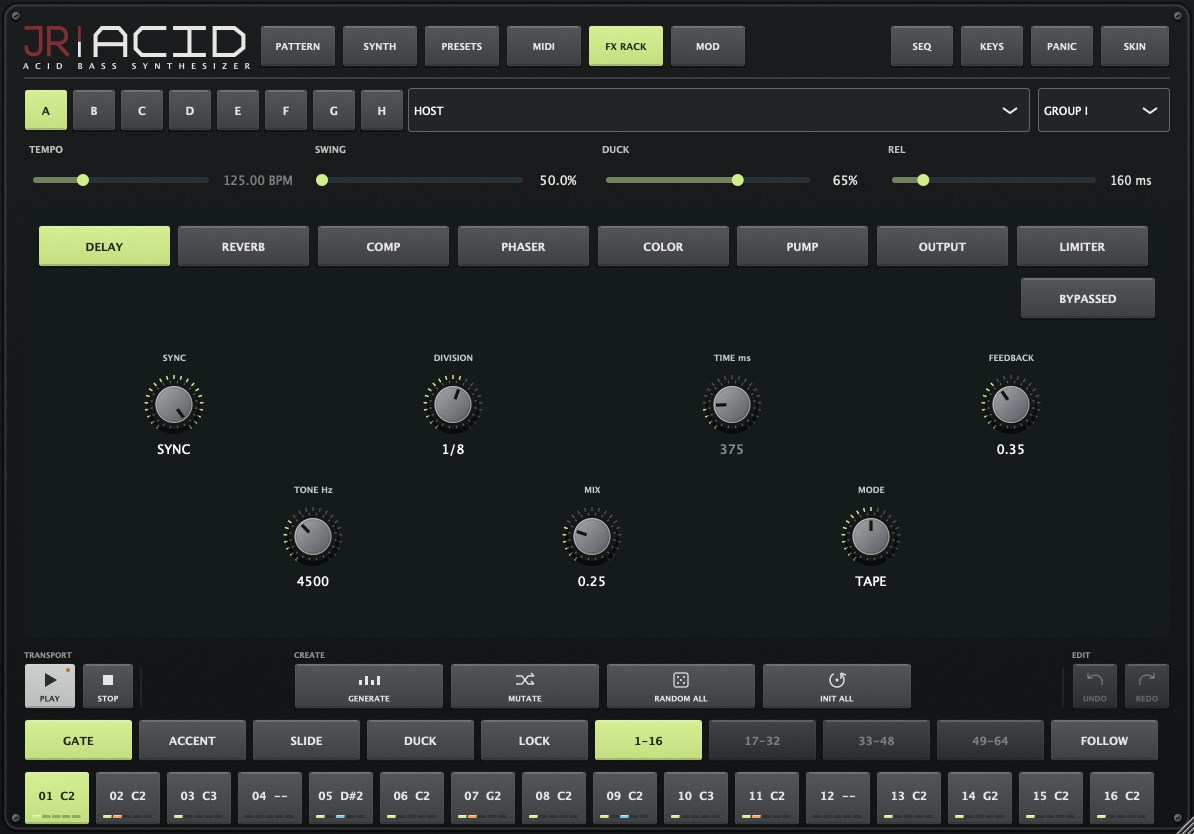 JR ACID PATTERN SYNTH PRESETS MIDI FX RACK MOD SEQ KEYS PANIC SKIN
ACID BASS SYNTHESIZER
A B C D E F G H HOST GROUP I
TEMPO SWING DUCK REL
125.00 BPM 50.0% 65% 160 ms
DELAY REVERB COMP PHASER COLOR PUMP OUTPUT LIMITER
BYPASSED
SYNC DIVISION TIME ms FEEDBACK
SYNC 1/8 375 0.35
TONE Hz MIX MODE
4500 0.25 TAPE
TRANSPORT CREATE EDIT
PLAY STOP GENERATE MUTATE RANDOM ALL INIT ALL UNDO REDO
GATE ACCENT SLIDE DUCK LOCK 1-16 17-32 33-48 49-64 FOLLOW
01 C2 02 C2 03 C3 04 -- 05 D#2 06 C2 07 G2 08 C2 09 C2 10 C3 11 C2 12 -- 13 C2 14 G2 15 C2 16 C2